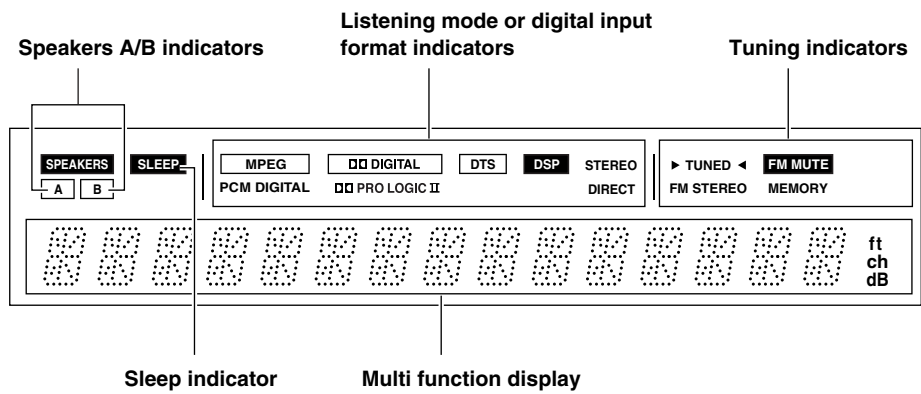 Listening mode or digital input
format indicators
Speakers A/B indicators
Tuning indicators
SPEAKERS SLEEP MPEG DIGITAL DTS DSP STEREO TUNED FM MUTE
A B PCM DIGITAL PRO LOGIC II DIRECT FM STEREO MEMORY
ft
ch
dB
Sleep indicator
Multi function display